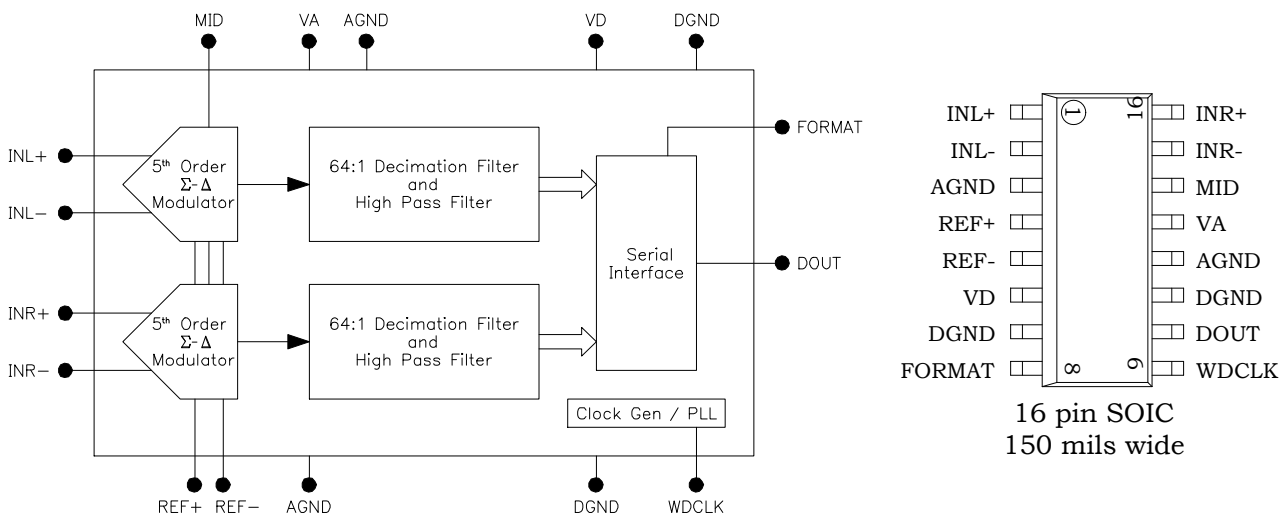 MID VA AGND VD DGND
FORMAT
INL+
5th Order
Σ-Δ
Modulator
INL-
64:1 Decimation Filter
and
High Pass Filter
Serial
Interface
DOUT
INR+
5th Order
Σ-Δ
Modulator
INR-
64:1 Decimation Filter
and
High Pass Filter
Clock Gen / PLL
REF+ REF- AGND DGND WDCLK
INL+ 1 16 INR+
INL- INR-
AGND MID
REF+ VA
REF- AGND
VD DGND
DGND DOUT
FORMAT 8 9 WDCLK
16 pin SOIC
150 mils wide